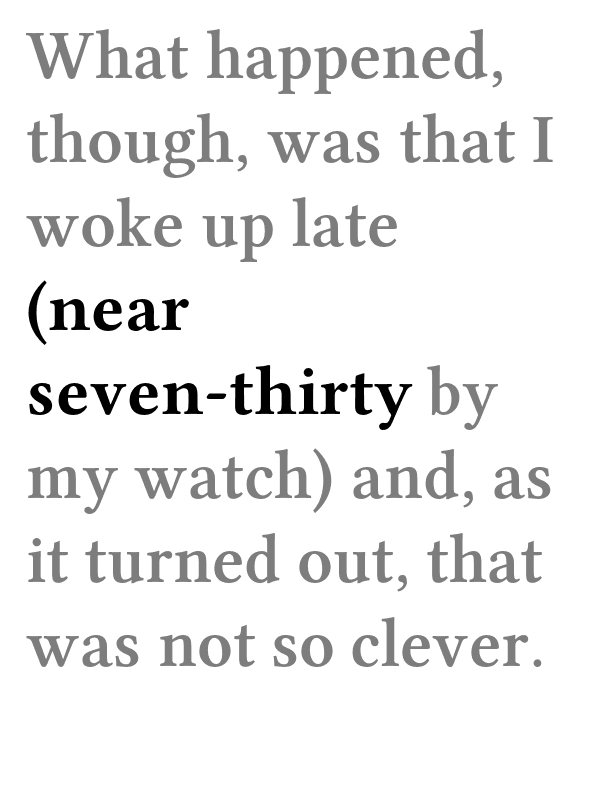 What happened,
though, was that I
woke up late
(near
seven-thirty by
my watch) and, as
it turned out, that
was not so clever.